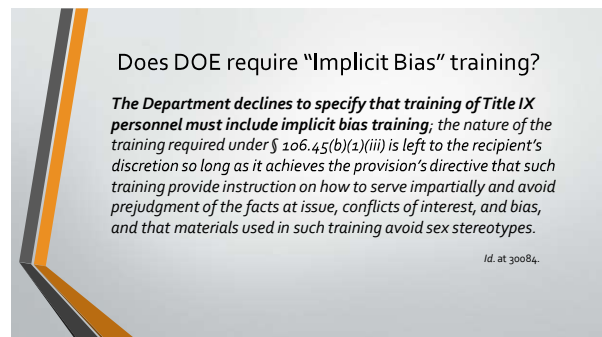 Does DOE require “Implicit Bias” training?
The Department declines to specify that training of Title IX
personnel must include implicit bias training; the nature of the
training required under § 106.45(b)(1)(iii) is left to the recipient’s
discretion so long as it achieves the provision’s directive that such
training provide instruction on how to serve impartially and avoid
prejudgment of the facts at issue, conflicts of interest, and bias,
and that materials used in such training avoid sex stereotypes.
Id. at 30084.